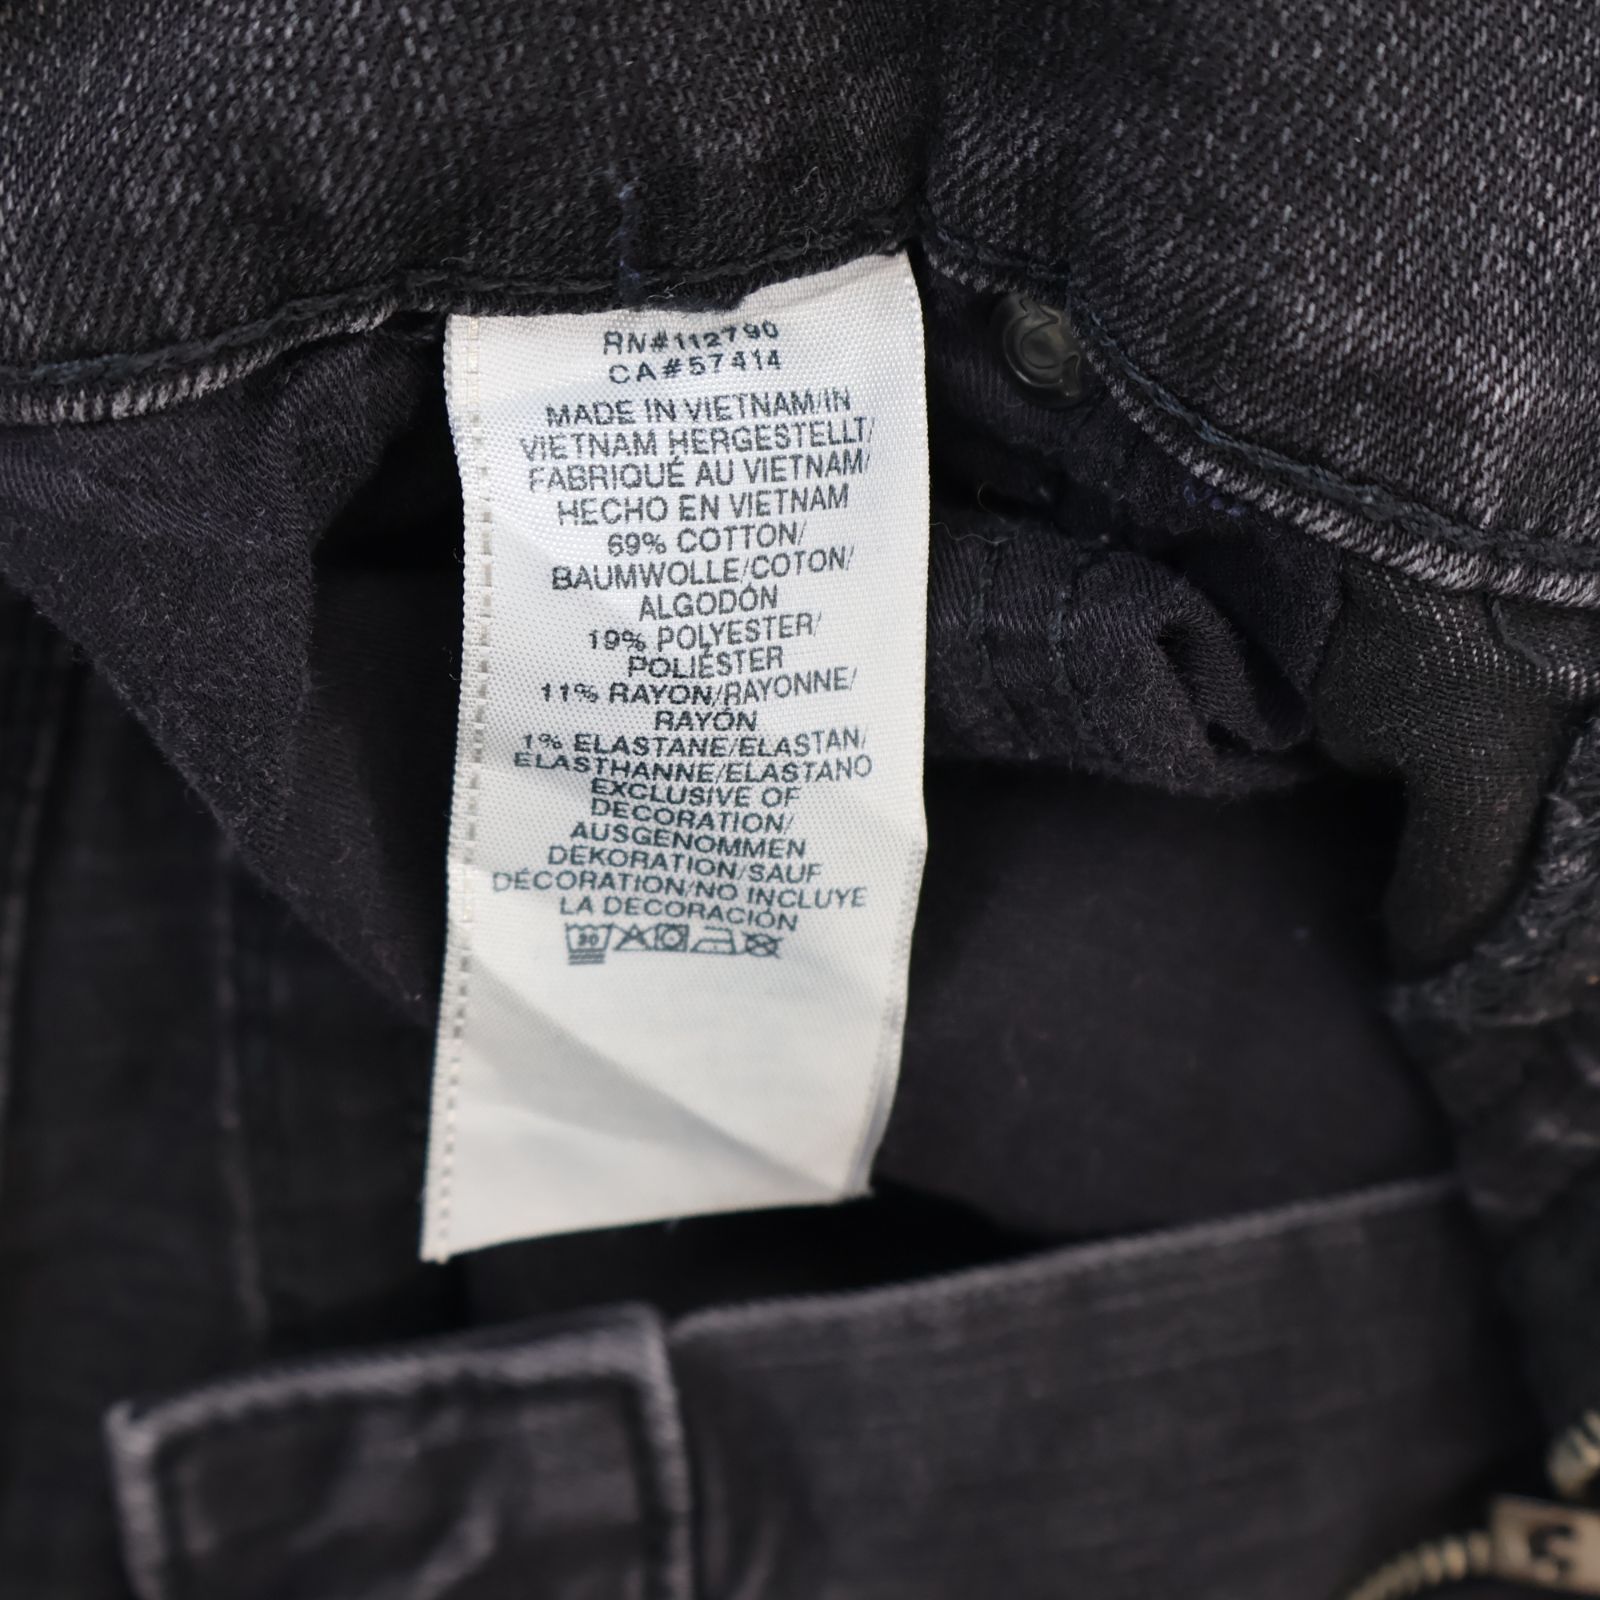 RN#112790
CA#57414
MADE IN VIETNAM/IN
VIETNAM HERGESTELLT/
FABRIQUÉ AU VIETNAM/
HECHO EN VIETNAM
69% COTTON/
BAUMWOLLE/COTON/
ALGODÓN
19% POLYESTER/
POLIÉSTER
11% RAYON/RAYONNE/
RAYÓN
1% ELASTANE/ELASTAN/
ELASTHANNE/ELASTANO
EXCLUSIVE OF
DECORATION/
AUSGENOMMEN
DEKORATION/SAUF
DÉCORATION/NO INCLUYE
LA DECORACIÓN
30